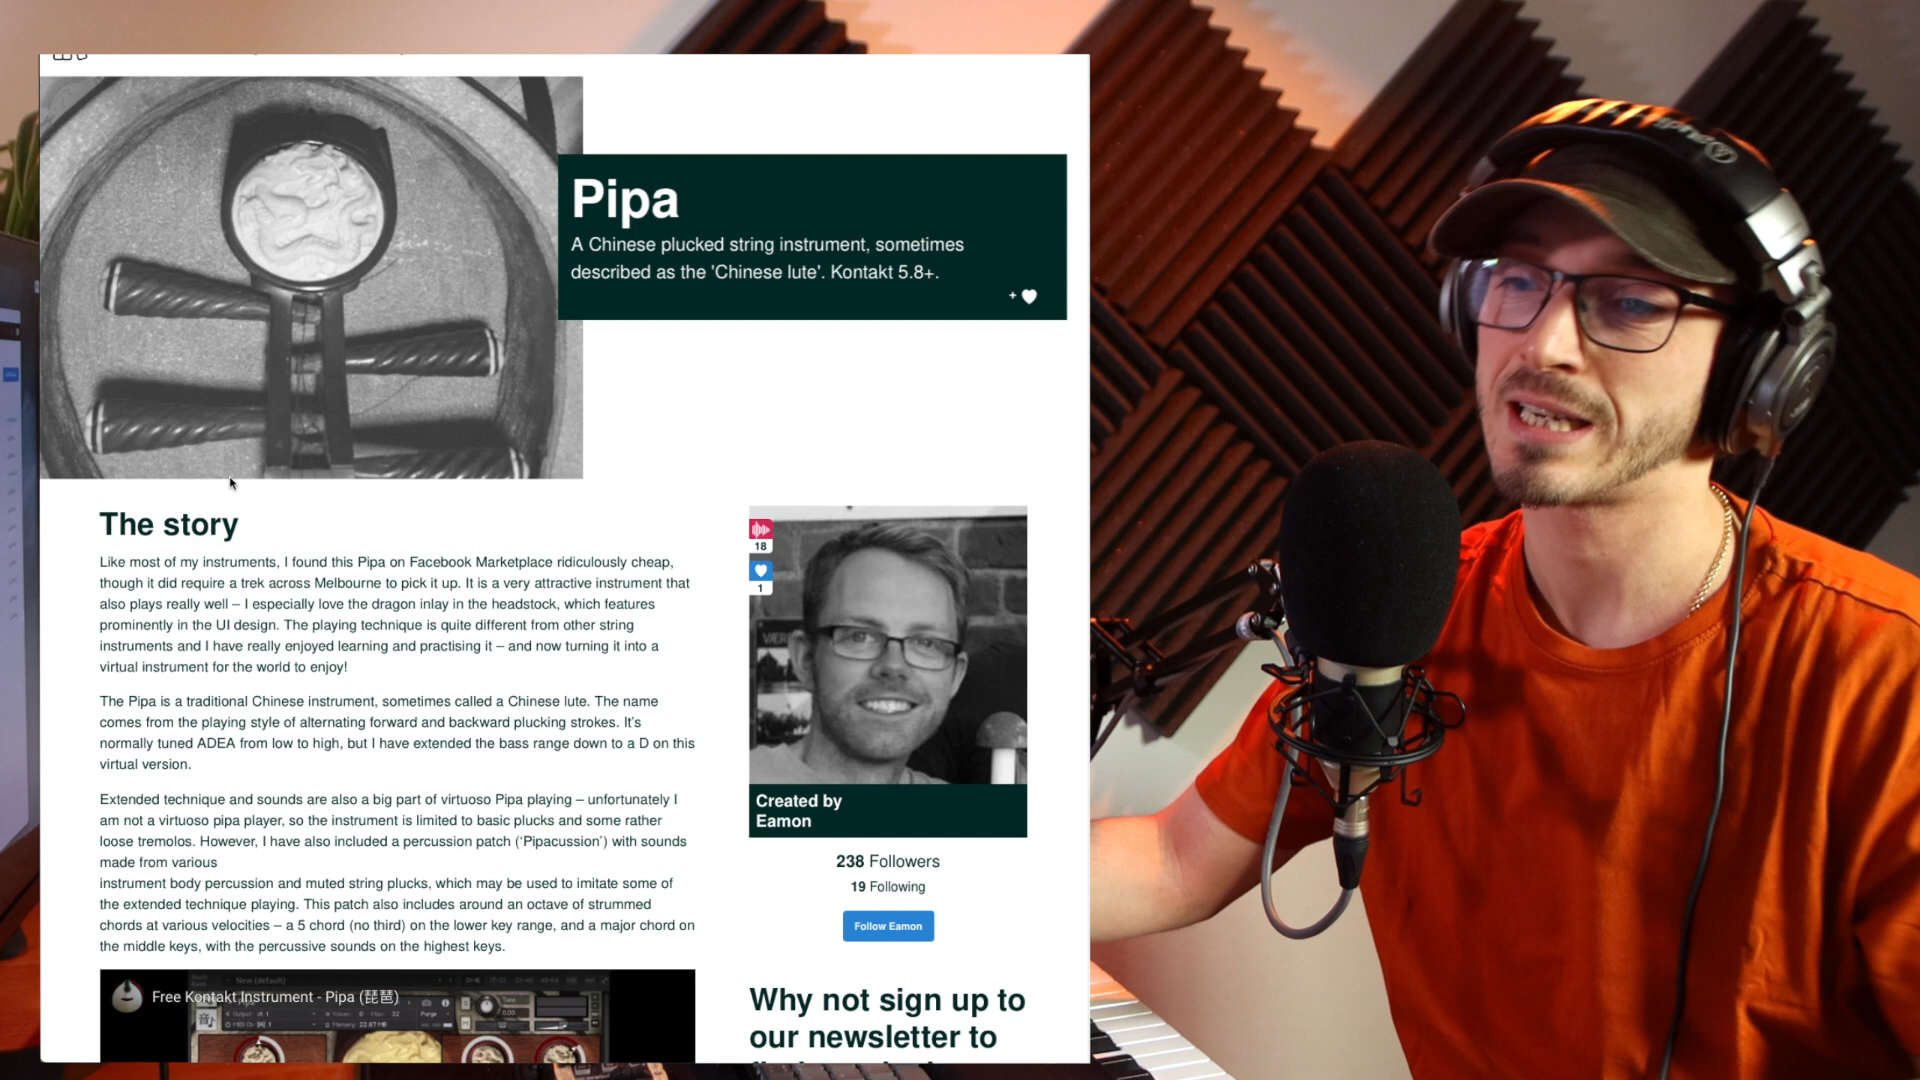 Pipa
A Chinese plucked string instrument, sometimes
described as the 'Chinese lute'. Kontakt 5.8+.
+
The story
Like most of my instruments, I found this Pipa on Facebook Marketplace ridiculously cheap,
though it did require a trek across Melbourne to pick it up. It is a very attractive instrument that
also plays really well – I especially love the dragon inlay in the headstock, which features
prominently in the UI design. The playing technique is quite different from other string
instruments and I have really enjoyed learning and practising it – and now turning it into a
virtual instrument for the world to enjoy!
The Pipa is a traditional Chinese instrument, sometimes called a Chinese lute. The name
comes from the playing style of alternating forward and backward plucking strokes. It's
normally tuned ADEA from low to high, but I have extended the bass range down to a D on this
virtual version.
Extended technique and sounds are also a big part of virtuoso Pipa playing – unfortunately I
am not a virtuoso pipa player, so the instrument is limited to basic plucks and some rather
loose tremolos. However, I have also included a percussion patch ('Pipacussion') with sounds
made from various
instrument body percussion and muted string plucks, which may be used to imitate some of
the extended technique playing. This patch also includes around an octave of strummed
chords at various velocities – a 5 chord (no third) on the lower key range, and a major chord on
the middle keys, with the percussive sounds on the highest keys.
New (default)
Free Kontakt Instrument - Pipa (琵琶)
Purge
Tune
0.00
音
18
1
Created by
Eamon
238 Followers
19 Following
Follow Eamon
Why not sign up to
our newsletter to